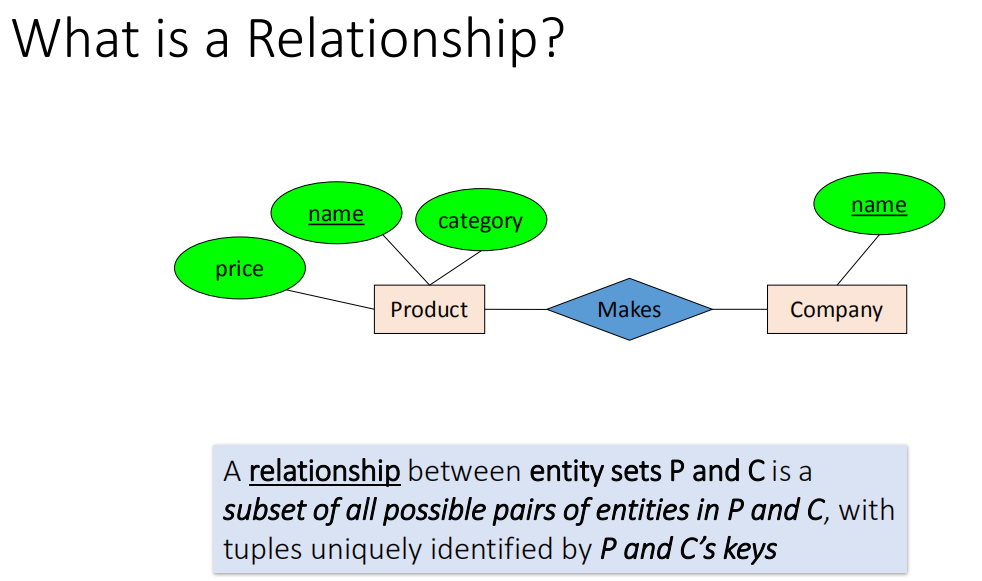 What is a Relationship?
name
category
name
price
Product
Makes
Company
A relationship between entity sets P and C is a
subset of all possible pairs of entities in P and C, with
tuples uniquely identified by P and C’s keys